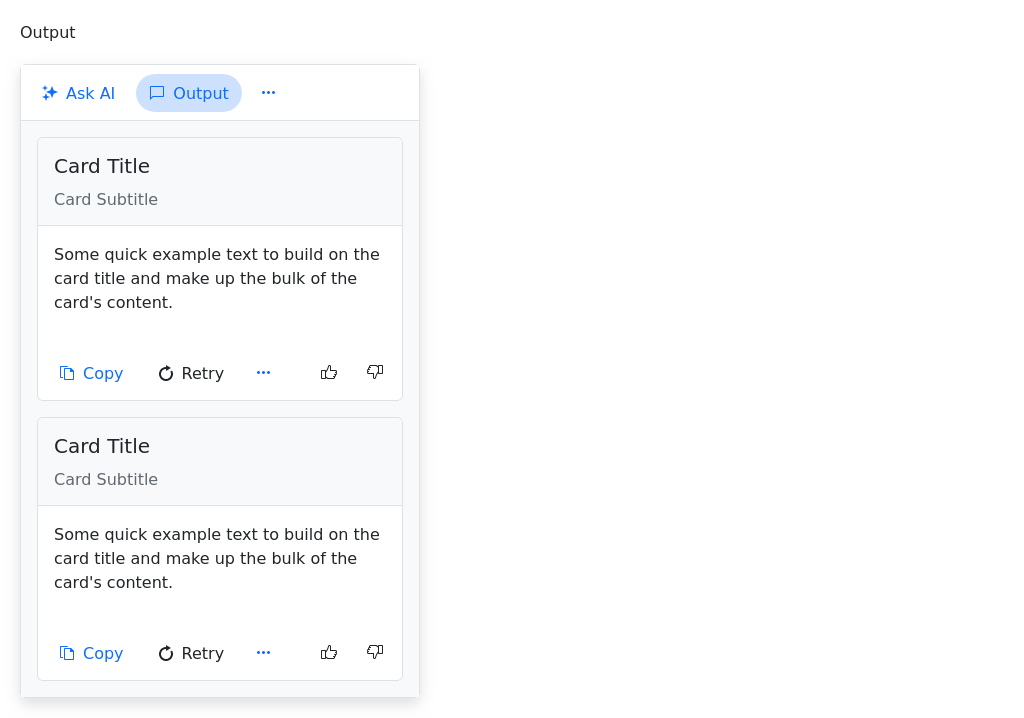 Output
Ask AI Output
Card Title
Card Subtitle
Some quick example text to build on the
card title and make up the bulk of the
card's content.
Copy Retry
Card Title
Card Subtitle
Some quick example text to build on the
card title and make up the bulk of the
card's content.
Copy Retry